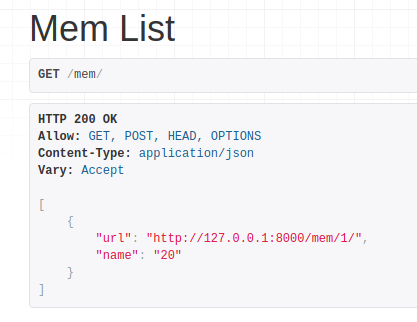 Mem List
GET /mem/
HTTP 200 OK
Allow: GET, POST, HEAD, OPTIONS
Content-Type: application/json
Vary: Accept
[
    {
        "url": "http://127.0.0.1:8000/mem/1/",
        "name": "20"
    }
]